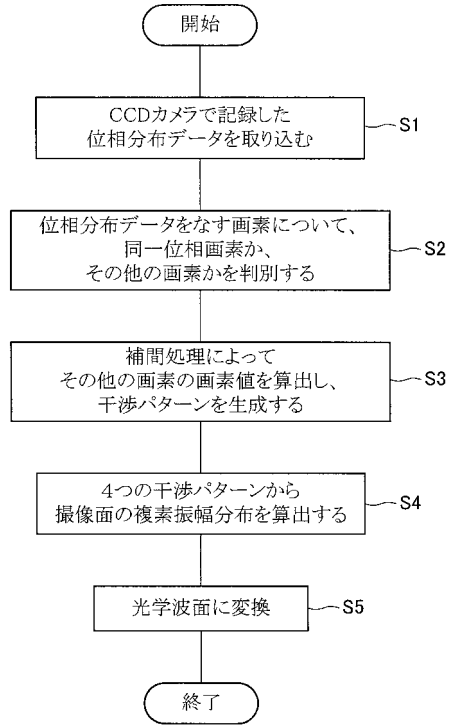 開始
CCDカメラで記録した
位相分布データを取り込む
S1
位相分布データをなす画素について、
同一位相画素か、
その他の画素かを判別する
S2
補間処理によって
その他の画素の画素値を算出し、
干渉パターンを生成する
S3
4つの干渉パターンから
撮像面の複素振幅分布を算出する
S4
光学波面に変換
S5
終了